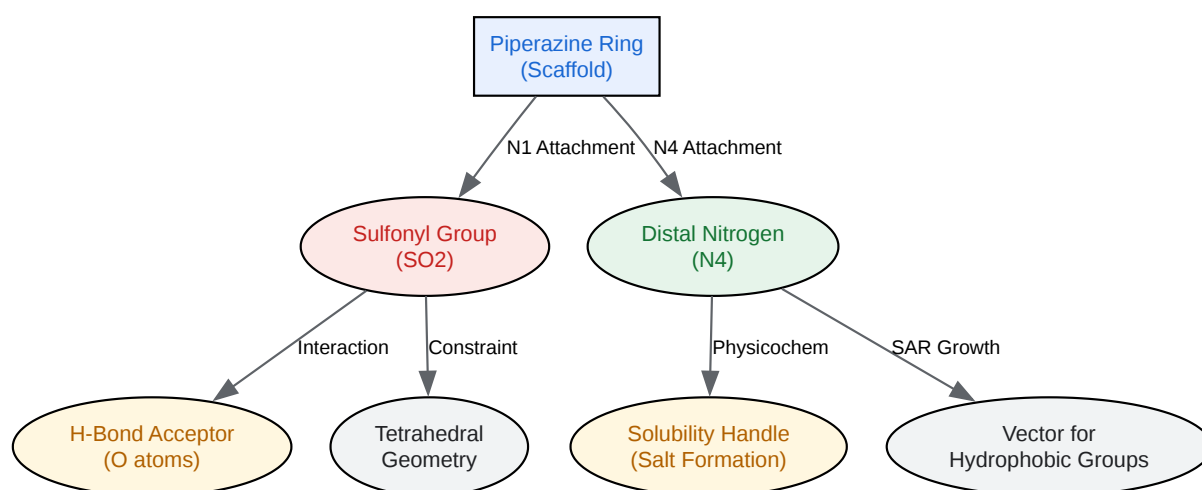 Piperazine Ring
(Scaffold)
N1 Attachment
N4 Attachment
Sulfonyl Group
(SO2)
Distal Nitrogen
(N4)
Interaction
Constraint
Physicochem
SAR Growth
H-Bond Acceptor
(O atoms)
Tetrahedral
Geometry
Solubility Handle
(Salt Formation)
Vector for
Hydrophobic Groups